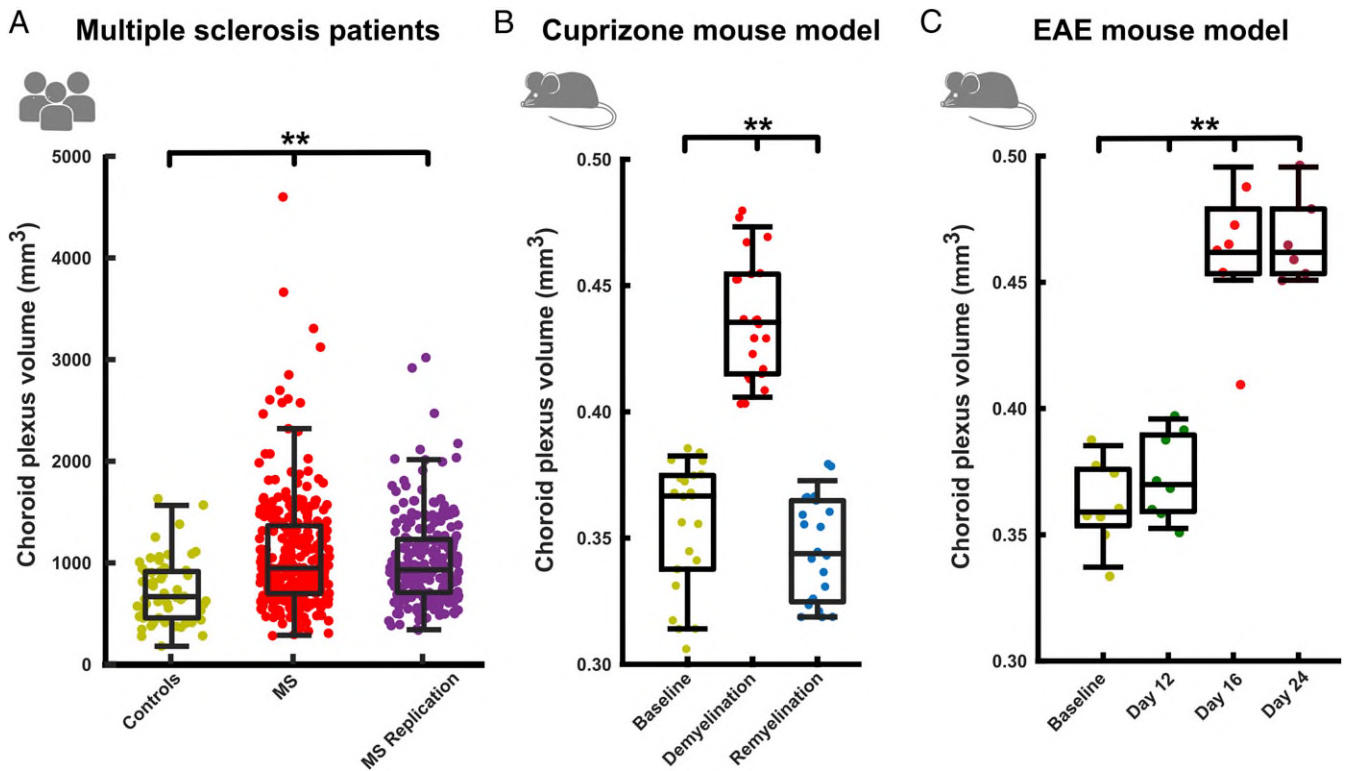 A Multiple sclerosis patients
**
Choroid plexus volume (mm³)
5000
4000
3000
2000
1000
0
Controls
MS
MS Replication
B Cuprizone mouse model
**
Choroid plexus volume (mm³)
0.50
0.45
0.40
0.35
0.30
Baseline
Demyelination
Remyelination
C EAE mouse model
**
Choroid plexus volume (mm³)
0.50
0.45
0.40
0.35
0.30
Baseline
Day 12
Day 16
Day 24